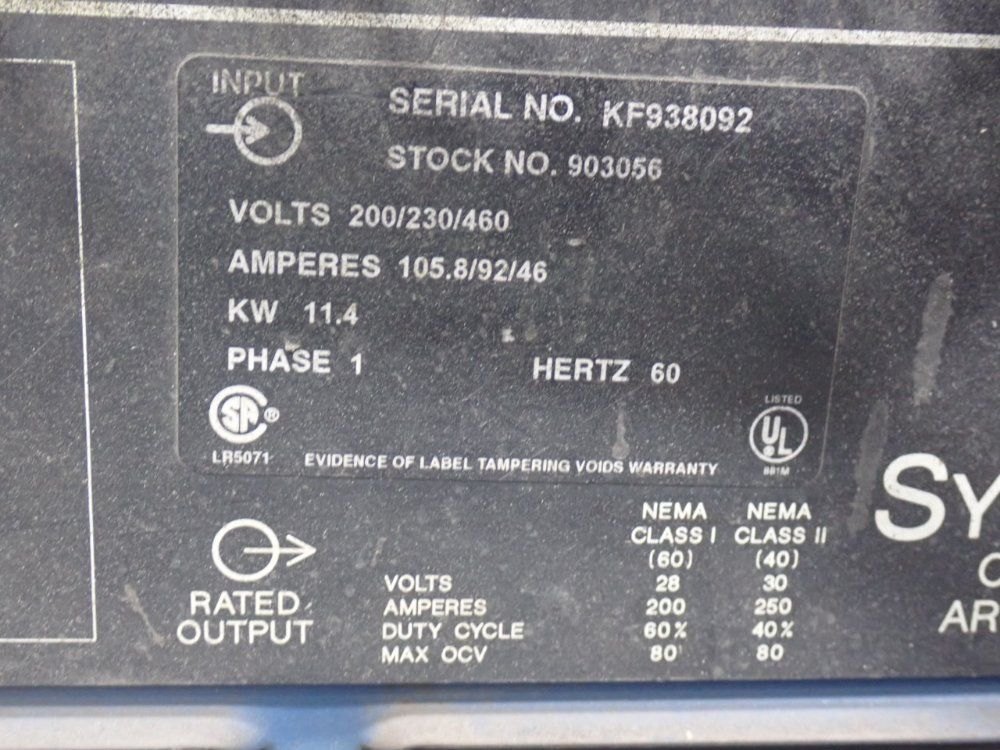 INPUT
SERIAL NO. KF938092
STOCK NO. 903056
VOLTS 200/230/460
AMPERES 105.8/92/46
KW 11.4
PHASE 1 HERTZ 60
LISTED
SA ®
UL
LR5071 EVIDENCE OF LABEL TAMPERING VOIDS WARRANTY 881M
NEMA NEMA
CLASS I CLASS II
(60) (40)
VOLTS 28 30
RATED AMPERES 200 250
OUTPUT DUTY CYCLE 60% 40%
MAX OCV 80 80
SY
C
AR